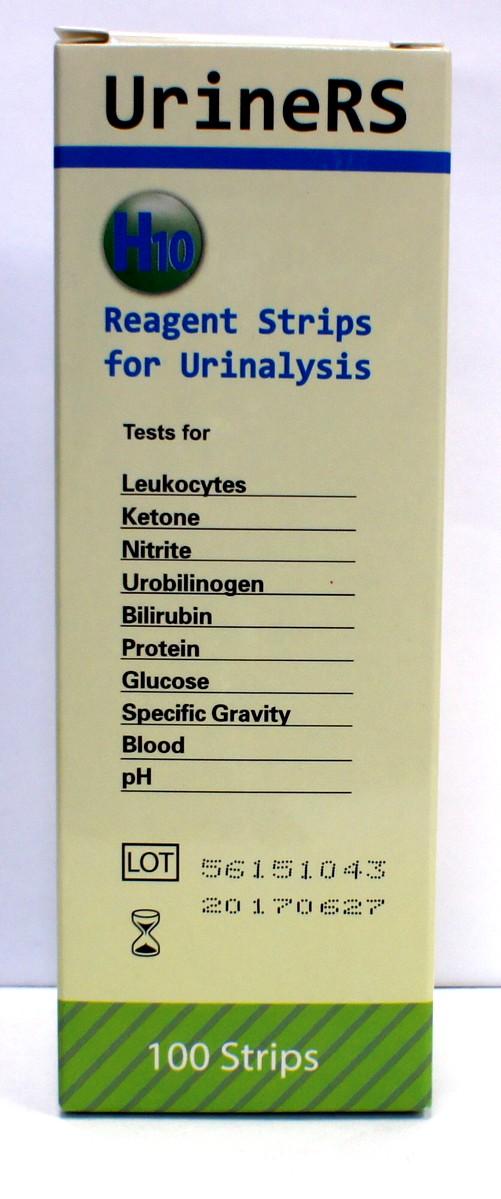 UrineRS
H10
Reagent Strips
for Urinalysis
Tests for
Leukocytes
Ketone
Nitrite
Urobilinogen
Bilirubin
Protein
Glucose
Specific Gravity
Blood
pH
LOT 56151043
20170627
100 Strips